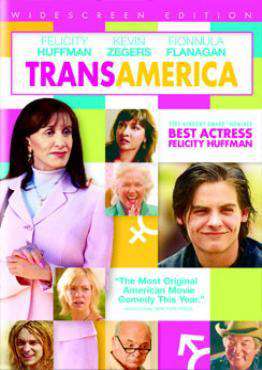 WIDESCREEN EDITION
FELICITY HUFFMAN KEVIN ZEGERS FIONNULA FLANAGAN
TRANSAMERICA
BEST ACTRESS
FELICITY HUFFMAN
"The Most Original
American Movie
Comedy This Year."